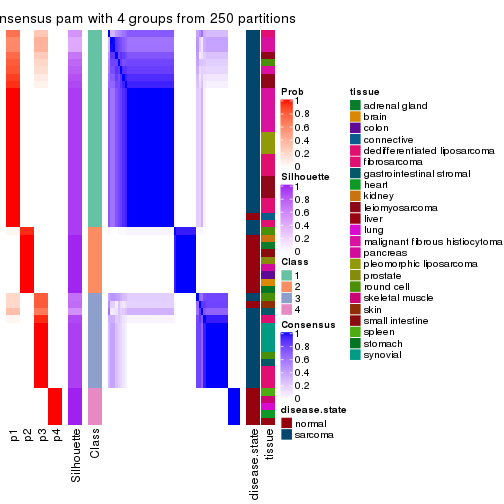 nsensus pam with 4 groups from 250 partitions
Prob
1
0.8
0.6
0.4
0.2
0
Silhouette
1
0.8
0.6
0.4
0.2
0
Class
1
2
3
4
Consensus
1
0.8
0.6
0.4
0.2
0
disease.state
normal
sarcoma
tissue
adrenal gland
brain
colon
connective
dedifferentiated liposarcoma
fibrosarcoma
gastrointestinal stromal
heart
kidney
leiomyosarcoma
liver
lung
malignant fibrous histiocytoma
pancreas
pleomorphic liposarcoma
prostate
round cell
skeletal muscle
skin
small intestine
spleen
stomach
synovial
p1
p2
p3
p4
Silhouette
Class
disease.state
tissue